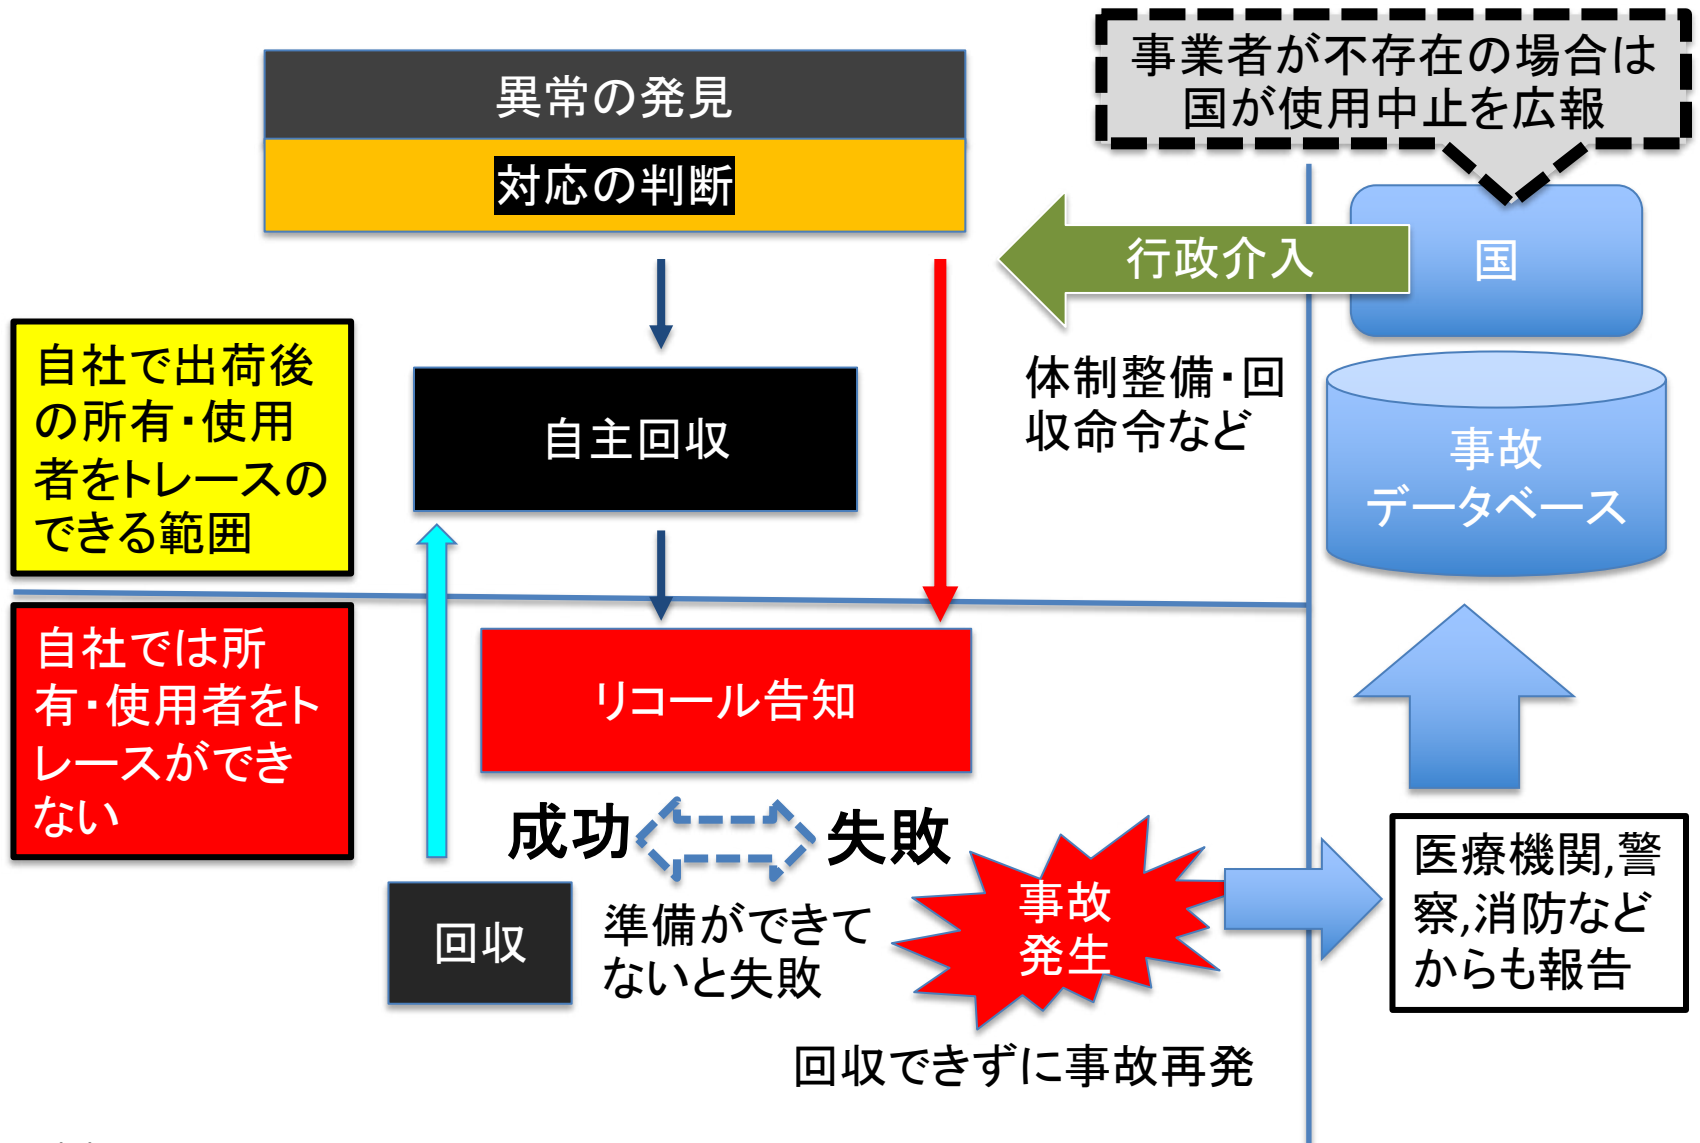 事業者が不存在の場合は
国が使用中止を広報
異常の発見
対応の判断
行政介入
国
自社で出荷後
の所有・使用
者をトレースの
できる範囲
自主回収
体制整備・回
収命令など
事故
データベース
自社では所
有・使用者をト
レースができ
ない
リコール告知
成功
失敗
回収
準備ができて
ないと失敗
事故
発生
医療機関,警
察,消防など
からも報告
回収できずに事故再発